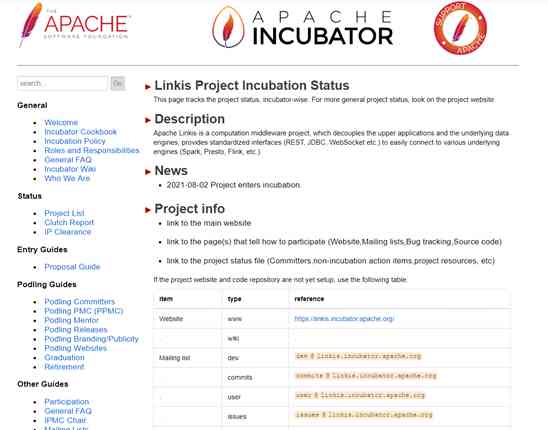 THE
APACHE
SOFTWARE FOUNDATION
APACHE
INCUBATOR
SUPPORT
APACHE
search...
Go
General
Welcome
Incubator Cookbook
Incubation Policy
Roles and Responsibilities
General FAQ
Incubator Wiki
Who We Are
Status
Project List
Clutch Report
IP Clearance
Entry Guides
Proposal Guide
Podling Guides
Podling Committers
Podling PMC (PPMC)
Podling Mentor
Podling Releases
Podling Branding/Publicity
Podling Websites
Graduation
Retirement
Other Guides
Participation
General FAQ
IPMC Chair
Mailing Lists
Linkis Project Incubation Status
This page tracks the project status, incubator-wise. For more general project status, look on the project website.
Description
Apache Linkis is a computation middleware project, which decouples the upper applications and the underlying data
engines, provides standardized interfaces (REST, JDBC, WebSocket etc.) to easily connect to various underlying
engines (Spark, Presto, Flink, etc.)
News
2021-08-02 Project enters incubation.
Project info
link to the main website
link to the page(s) that tell how to participate (Website,Mailing lists,Bug tracking,Source code)
link to the project status file (Committers,non-incubation action items,project resources, etc)
If the project website and code repository are not yet setup, use the following table:
item type reference
Website www https://linkis.incubator.apache.org/
. wiki .
Mailing list dev dev @ linkis.incubator.apache.org
commits commits @ linkis.incubator.apache.org
. user user @ linkis.incubator.apache.org
issues issues @ linkis.incubator.apache.org